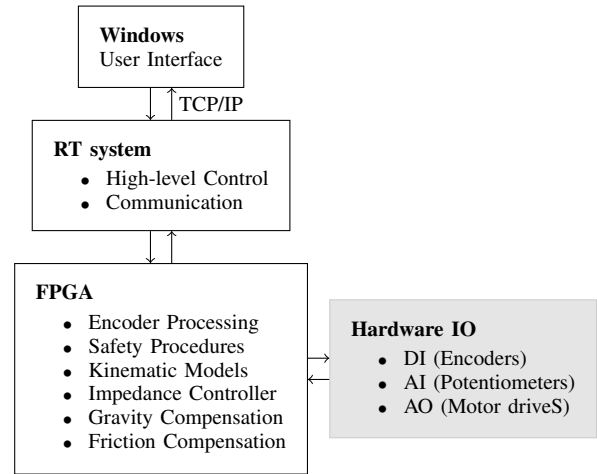 Windows
User Interface
TCP/IP
RT system
• High-level Control
• Communication
FPGA
• Encoder Processing
• Safety Procedures
• Kinematic Models
• Impedance Controller
• Gravity Compensation
• Friction Compensation
Hardware IO
• DI (Encoders)
• AI (Potentiometers)
• AO (Motor driveS)